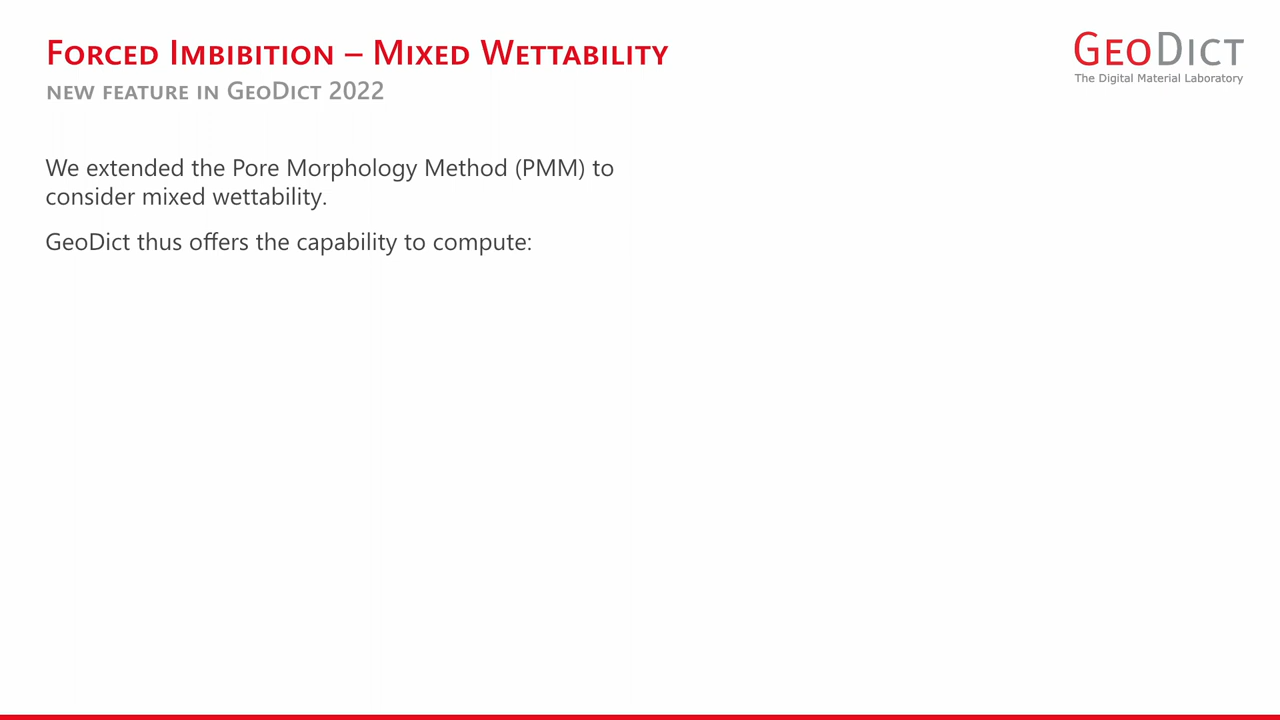 FORCED IMBIBITION – MIXED WETTABILITY
NEW FEATURE IN GEODICT 2022
GEODICT
The Digital Material Laboratory
We extended the Pore Morphology Method (PMM) to
consider mixed wettability.
GeoDict thus offers the capability to compute: